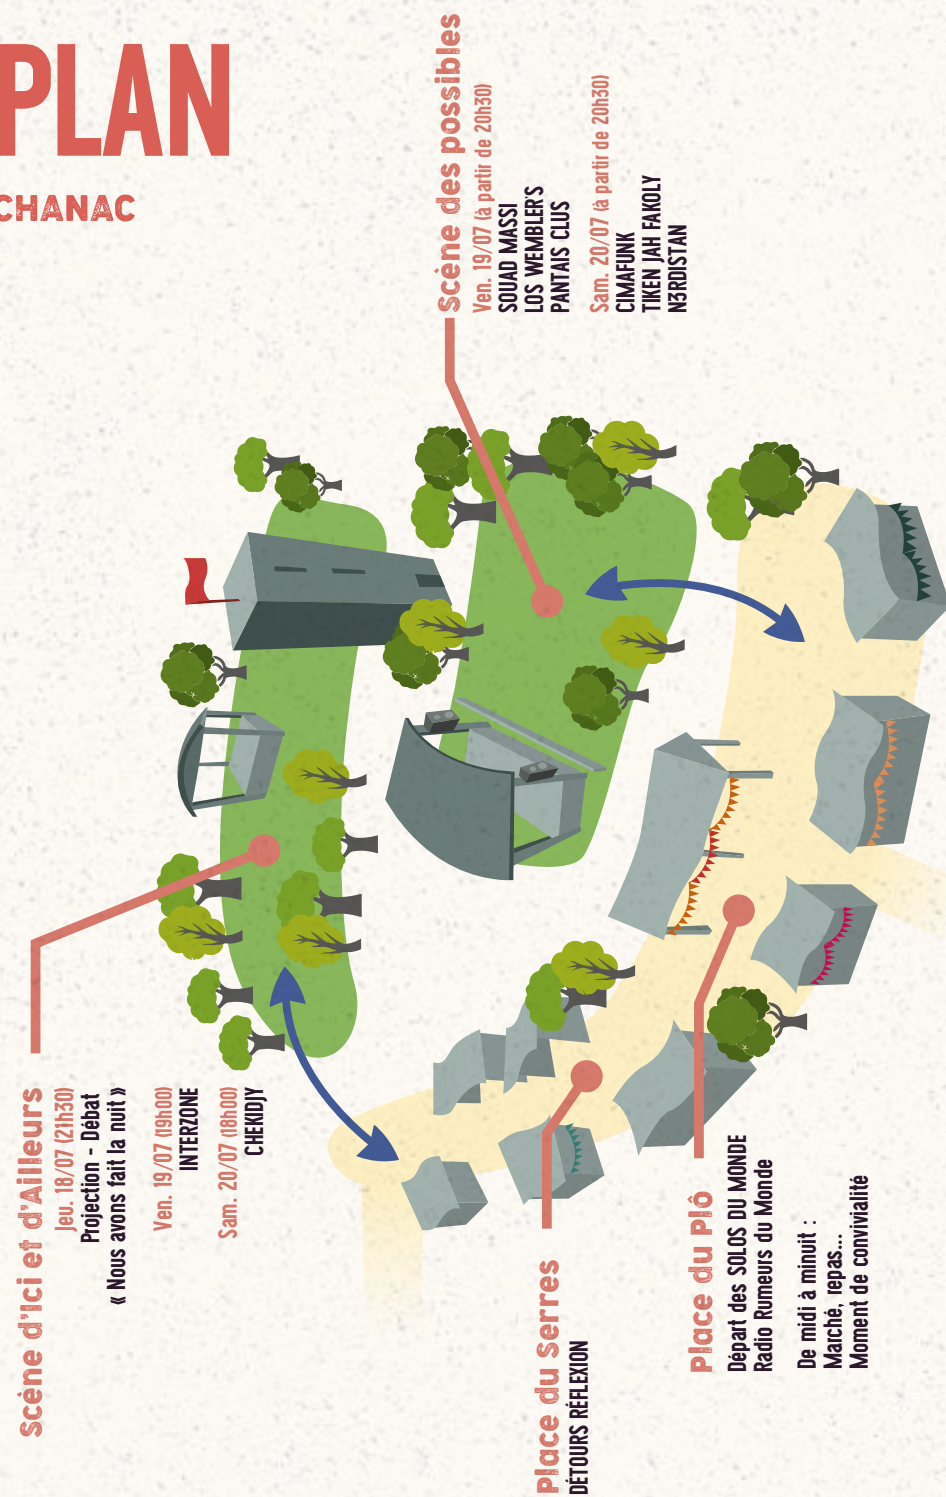 PLAN
CHANAC
Scène d'Ici et d'Ailleurs
Jeu. 18/07 (21h30)
Projection - Débat
« Nous avons fait la nuit »
Ven. 19/07 (19h00)
INTERZONE
Sam. 20/07 (18h00)
CHEKIDJY
Scène des possibles
Ven. 19/07 (à partir de 20h30)
SOUAD MASSI
LOS WEMBLER'S
PANTAIS CLUS
Sam. 20/07 (à partir de 20h30)
CIMAFUNK
TIKEN JAH FAKOLY
N3RDISTAN
Place du Serres
DÉTOURS RÉFLEXION
Place du Plô
Départ des SOLOS DU MONDE
Radio Rumeurs du Monde
De midi à minuit :
Marché, repas...
Moment de convivialité